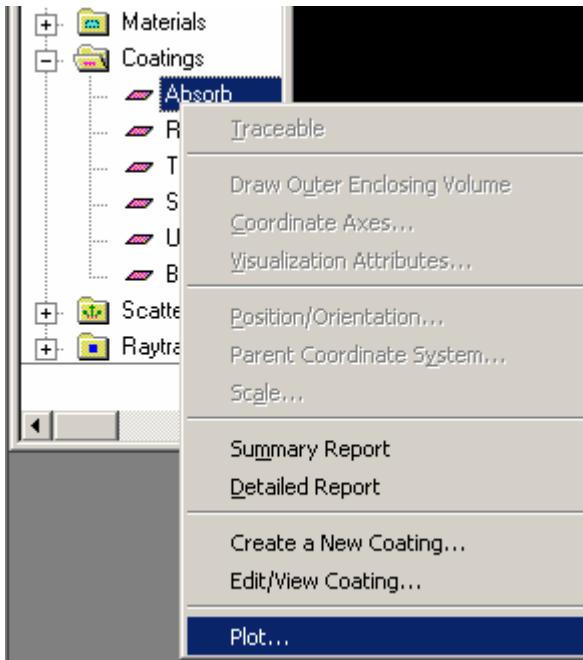 Materials
Coatings
Absorb
R
T
S
U
B
Scatte
Raytra
Traceable
Draw Outer Enclosing Volume
Coordinate Axes...
Visualization Attributes...
Position/Orientation...
Parent Coordinate System...
Scale...
Summary Report
Detailed Report
Create a New Coating...
Edit/View Coating...
Plot...